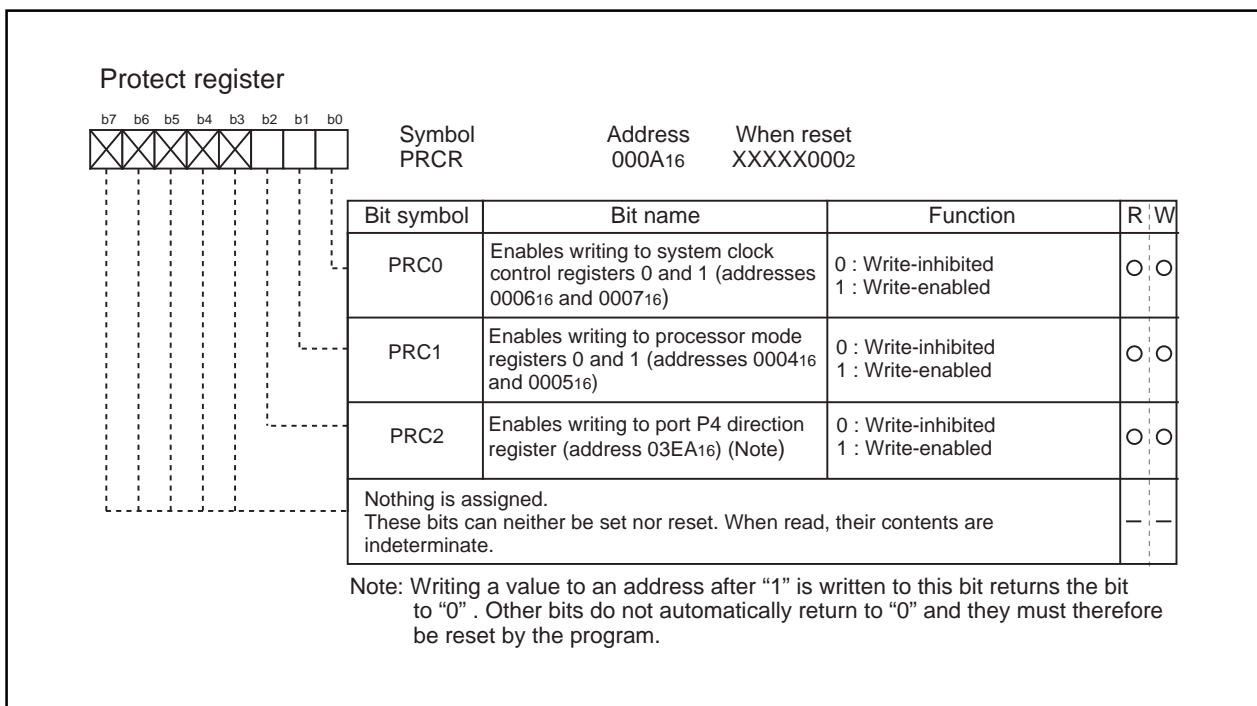 Protect register
b7 b6 b5 b4 b3 b2 b1 b0
Symbol Address When reset
PRCR 000A16 XXXXX0002
Bit symbol Bit name Function R W
PRC0
Enables writing to system clock
control registers 0 and 1 (addresses
000616 and 000716)
0 : Write-inhibited
1 : Write-enabled
PRC1
Enables writing to processor mode
registers 0 and 1 (addresses 000416
and 000516)
0 : Write-inhibited
1 : Write-enabled
PRC2
Enables writing to port P4 direction
register (address 03EA16) (Note)
0 : Write-inhibited
1 : Write-enabled
Nothing is assigned.
These bits can neither be set nor reset. When read, their contents are
indeterminate.
Note: Writing a value to an address after “1” is written to this bit returns the bit
to “0” . Other bits do not automatically return to “0” and they must therefore
be reset by the program.